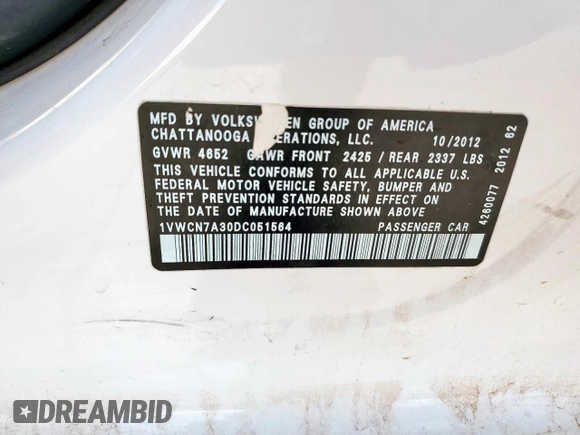 MFD BY VOLKSW EN GROUP OF AMERICA
CHATTANOOGA ERATIONS, LLC. 10/2012
GVWR 4652 GAWR FRONT 2425 / REAR 2337 LBS
THIS VEHICLE CONFORMS TO ALL APPLICABLE U.S.
FEDERAL MOTOR VEHICLE SAFETY, BUMPER AND
THEFT PREVENTION STANDARDS IN EFFECT ON
DATE OF MANUFACTURE SHOWN ABOVE
1VWCN7A30DC051564 PASSENGER CAR
4280077 2012 62
DREAMBID